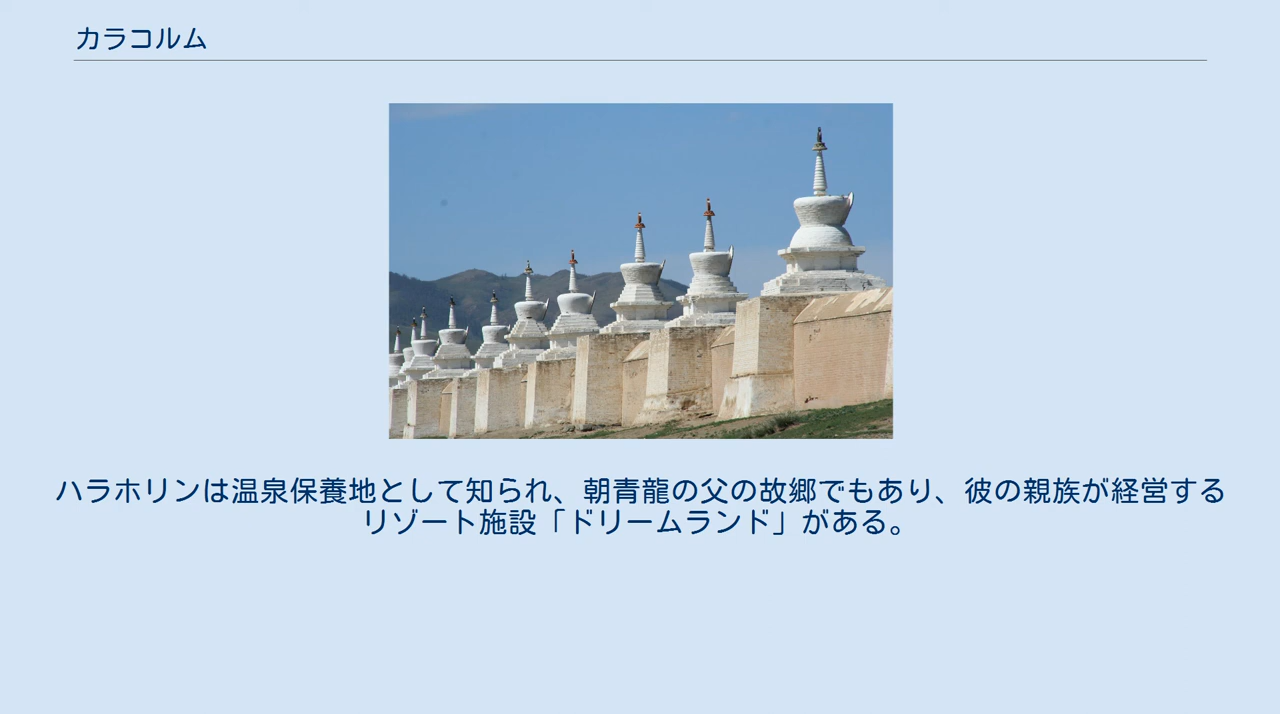 カラコルム
ハラホリンは温泉保養地として知られ、朝青龍の父の故郷でもあり、彼の親族が経営する
リゾート施設「ドリームランド」がある。